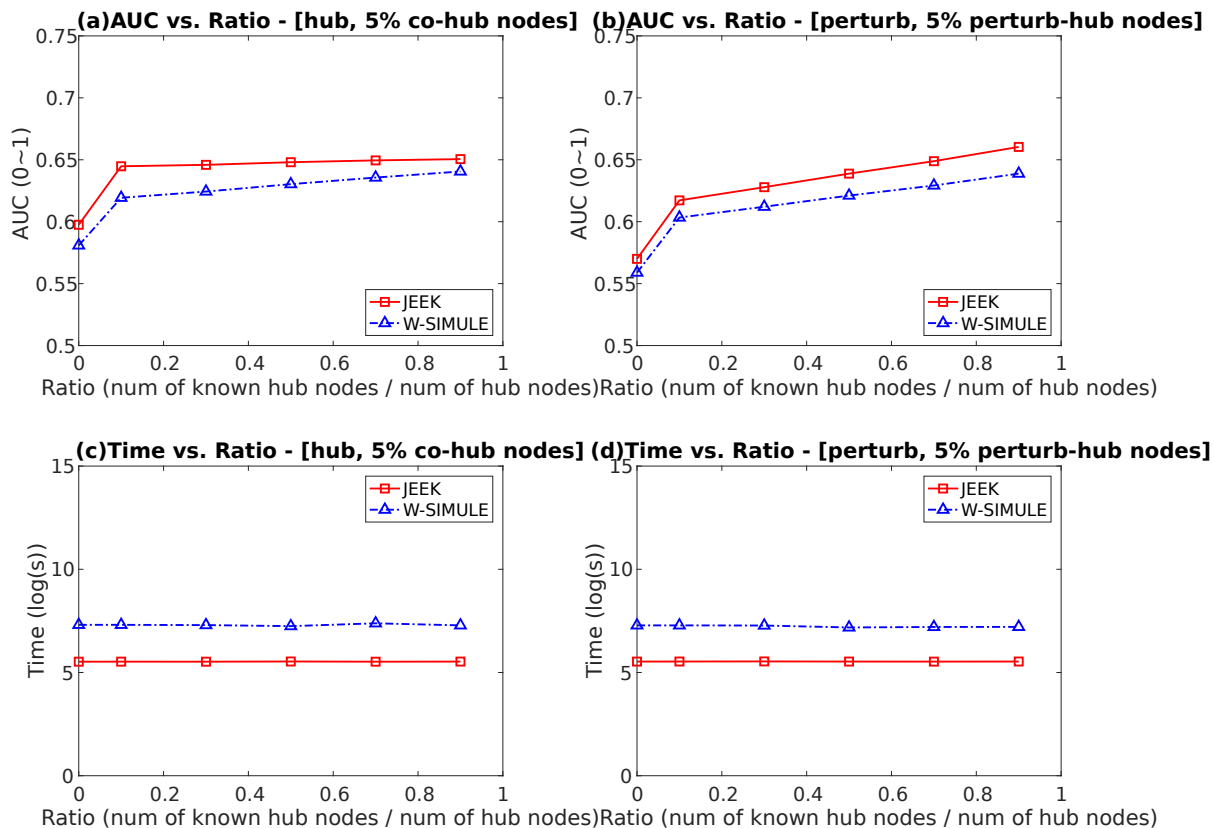 (a)AUC vs. Ratio - [hub, 5% co-hub nodes]
0.75
0.7
0.65
0.6
0.55
0.5
AUC (0~1)
JEEK
W-SIMULE
0 0.2 0.4 0.6 0.8 1
Ratio (num of known hub nodes / num of hub nodes)
(b)AUC vs. Ratio - [perturb, 5% perturb-hub nodes]
0.75
0.7
0.65
0.6
0.55
0.5
AUC (0~1)
JEEK
W-SIMULE
0 0.2 0.4 0.6 0.8 1
Ratio (num of known hub nodes / num of hub nodes)
(c)Time vs. Ratio - [hub, 5% co-hub nodes]
15
10
5
0
Time (log(s))
JEEK
W-SIMULE
0 0.2 0.4 0.6 0.8 1
Ratio (num of known hub nodes / num of hub nodes)
(d)Time vs. Ratio - [perturb, 5% perturb-hub nodes]
15
10
5
0
Time (log(s))
JEEK
W-SIMULE
0 0.2 0.4 0.6 0.8 1
Ratio (num of known hub nodes / num of hub nodes)